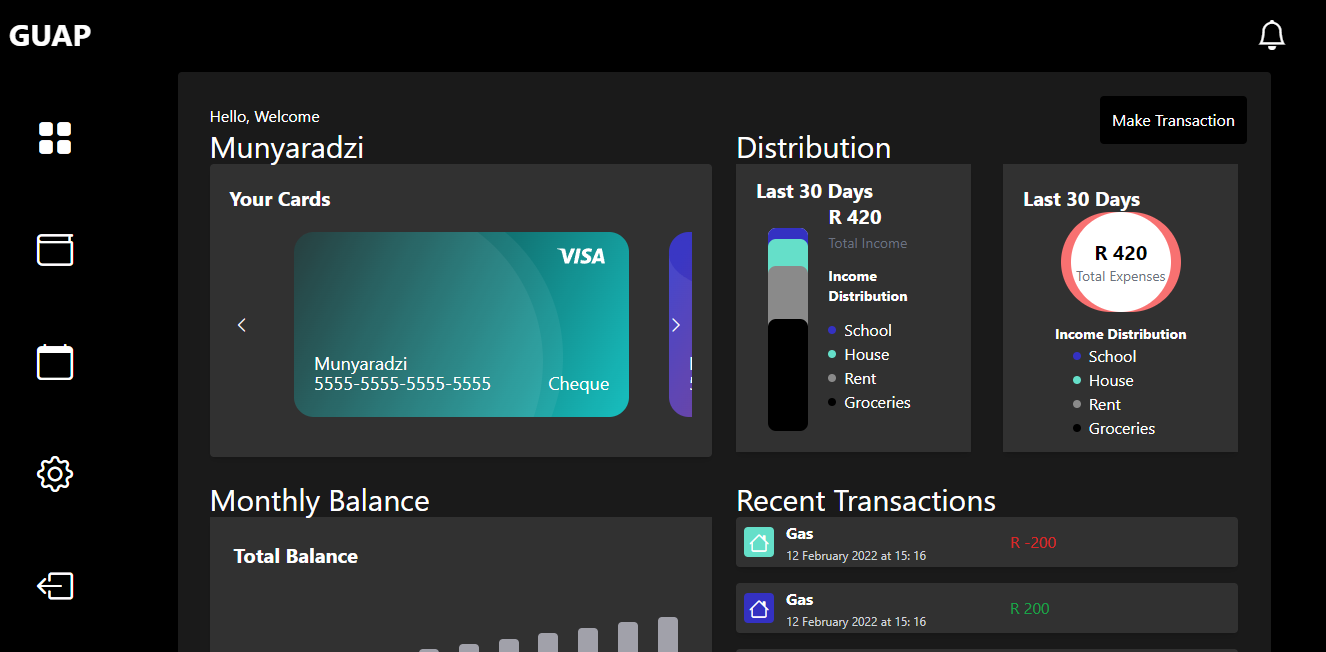 GUAP
Hello, Welcome
Munyaradzi
Your Cards
VISA
Munyaradzi
5555-5555-5555-5555
Cheque
Make Transaction
Distribution
Last 30 Days
R 420
Total Income
Income
Distribution
School
House
Rent
Groceries
Last 30 Days
R 420
Total Expenses
Income Distribution
School
House
Rent
Groceries
Monthly Balance
Total Balance
Recent Transactions
Gas
R -200
12 February 2022 at 15: 16
Gas
R 200
12 February 2022 at 15: 16